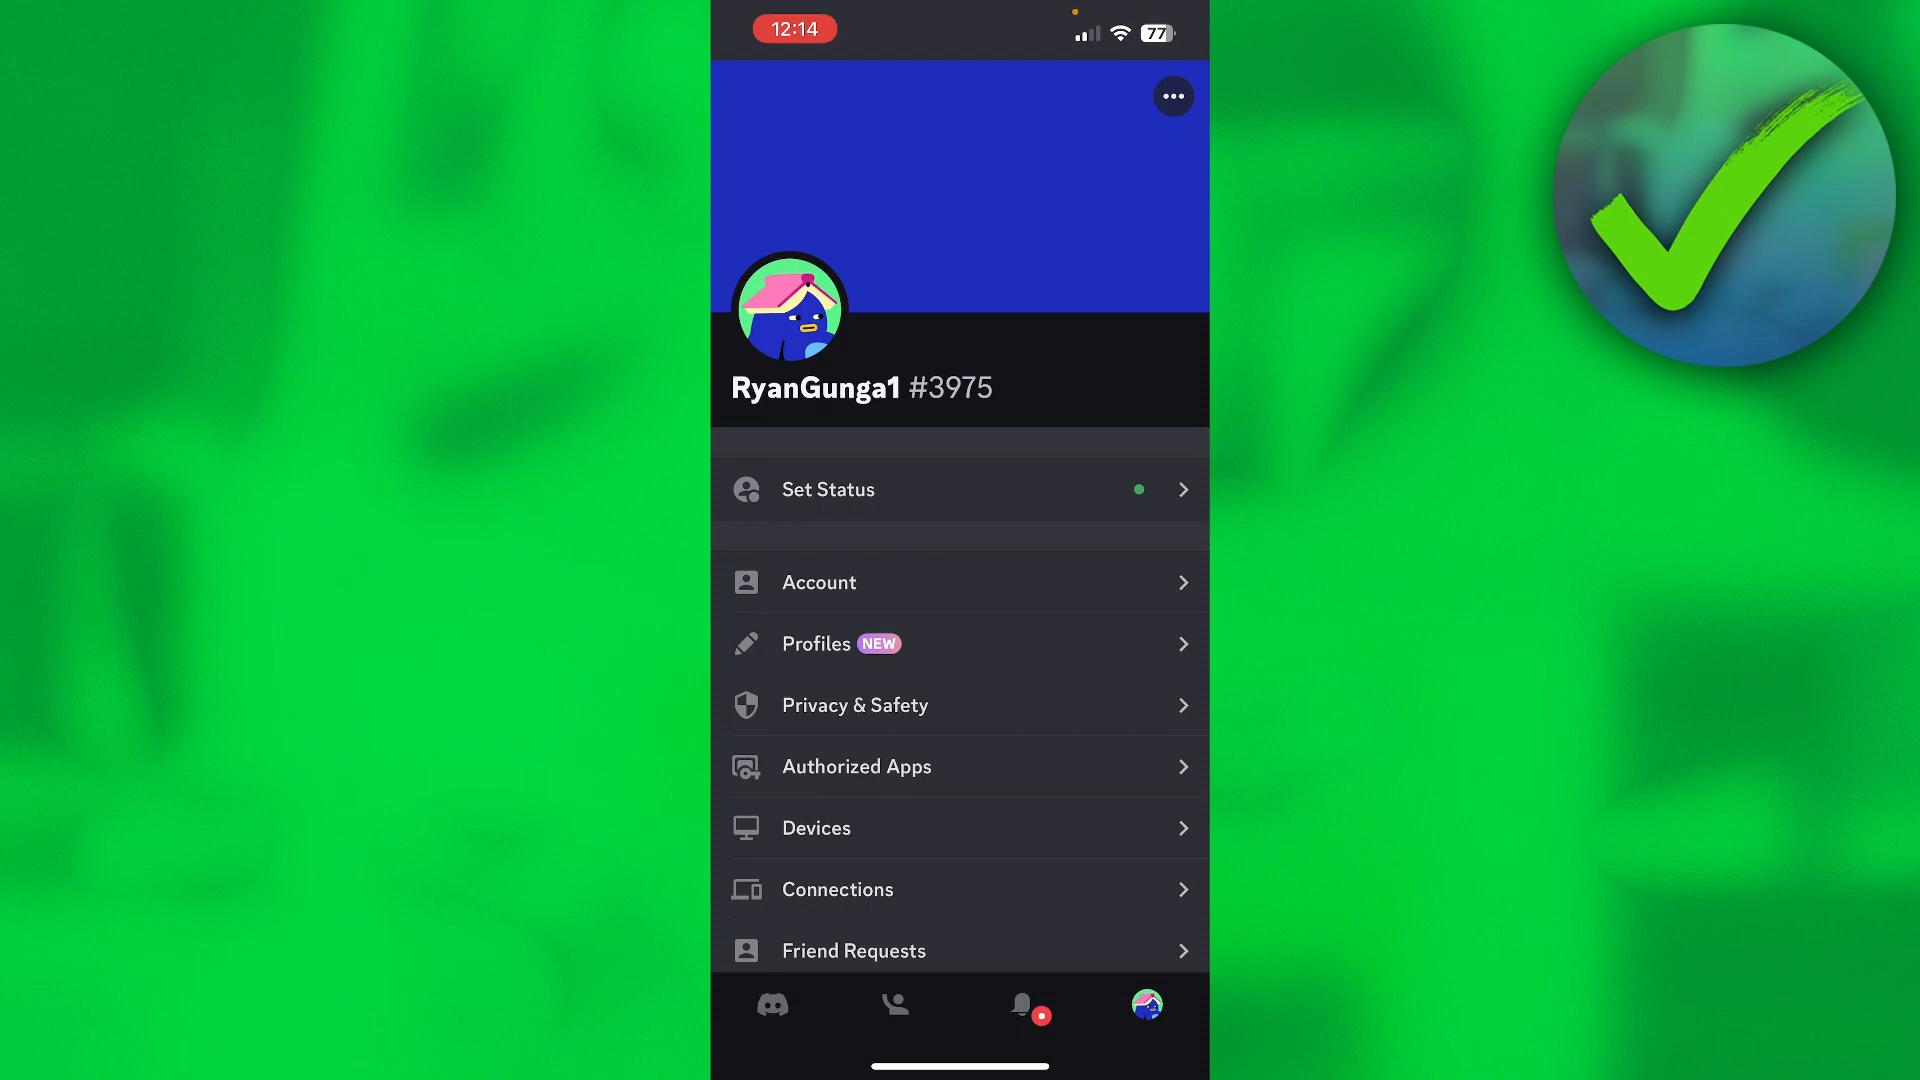 12:14
77
RyanGunga1 #3975
Set Status
Account
Profiles NEW
Privacy & Safety
Authorized Apps
Devices
Connections
Friend Requests